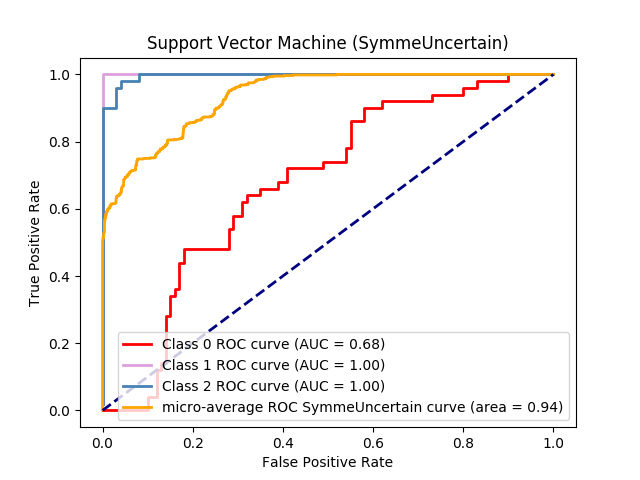 Support Vector Machine (SymmeUncertain)
True Positive Rate
1.0
0.8
0.6
0.4
0.2
0.0
Class 0 ROC curve (AUC = 0.68)
Class 1 ROC curve (AUC = 1.00)
Class 2 ROC curve (AUC = 1.00)
micro-average ROC SymmeUncertain curve (area = 0.94)
0.0 0.2 0.4 0.6 0.8 1.0
False Positive Rate